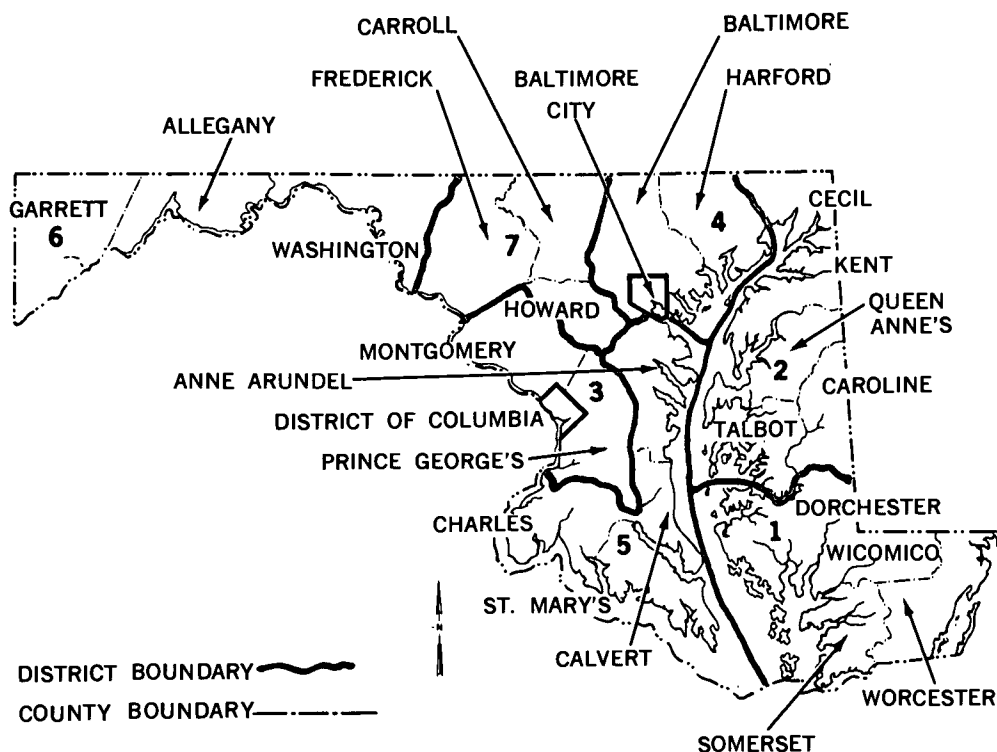 CARROLL
BALTIMORE
FREDERICK
BALTIMORE
CITY
HARFORD
ALLEGANY
GARRETT
6
WASHINGTON
7
4
CECIL
KENT
HOWARD
QUEEN
ANNE'S
MONTGOMERY
ANNE ARUNDEL
3
2
CAROLINE
DISTRICT OF COLUMBIA
TALBOT
PRINCE GEORGE'S
DORCHESTER
CHARLES
1
5
WICOMICO
ST. MARY'S
N
CALVERT
DISTRICT BOUNDARY
COUNTY BOUNDARY
WORCESTER
SOMERSET